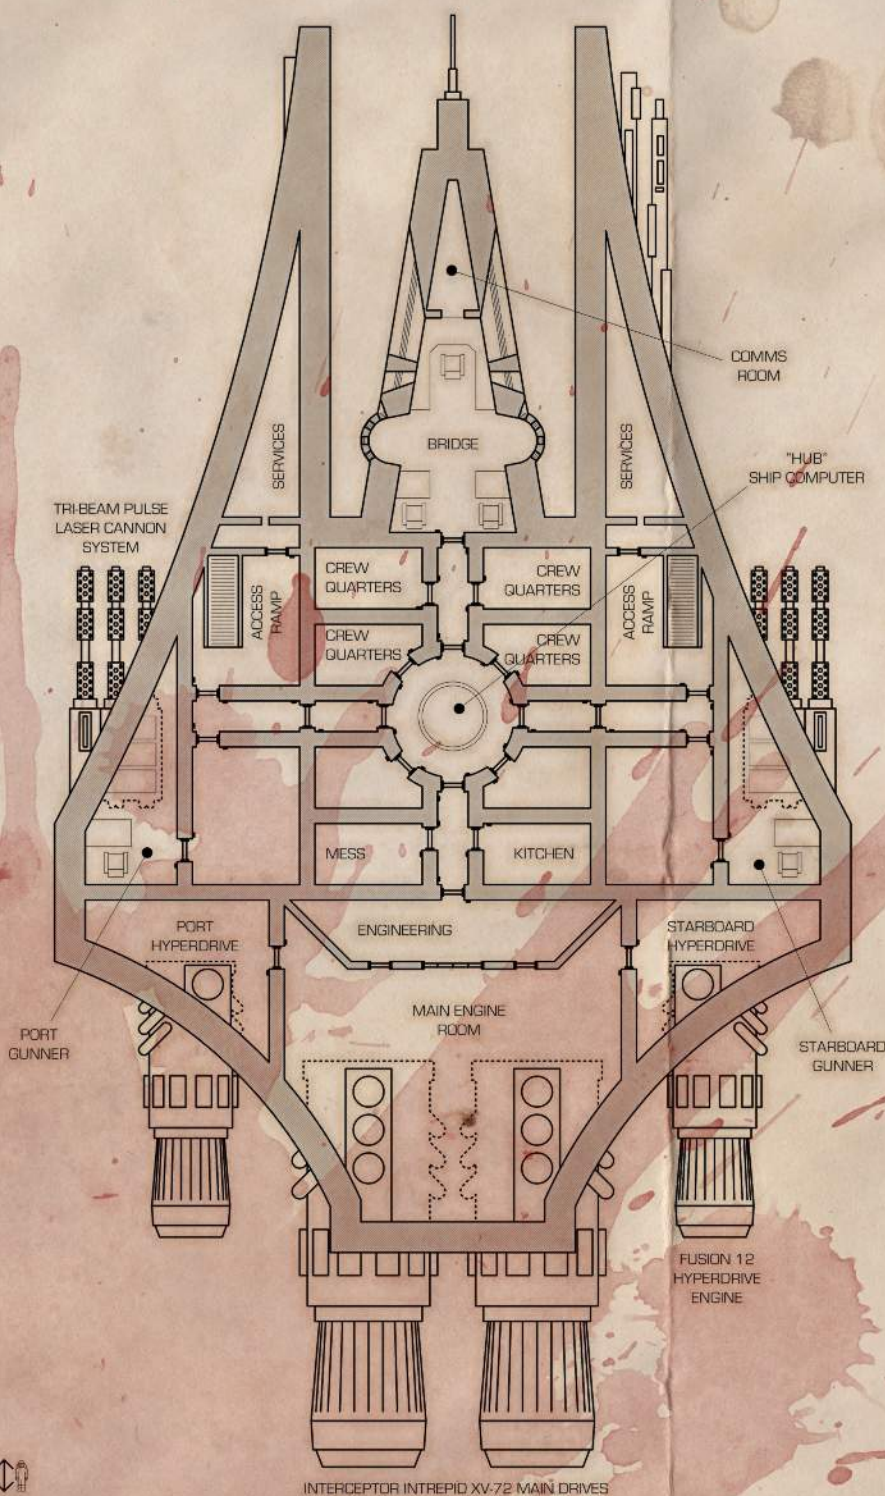 COMMS
ROOM
SERVICES
BRIDGE
SERVICES
"HUB"
SHIP COMPUTER
TRI-BEAM PULSE
LASER CANNON
SYSTEM
CREW
QUARTERS
CREW
QUARTERS
ACCESS
RAMP
ACCESS
RAMP
CREW
QUARTERS
CREW
QUARTERS
MESS
KITCHEN
PORT
HYPERDRIVE
ENGINEERING
STARBOARD
HYPERDRIVE
MAIN ENGINE
ROOM
PORT
GUNNER
STARBOARD
GUNNER
FUSION 12
HYPERDRIVE
ENGINE
INTERCEPTOR INTREPID XV-72 MAIN DRIVES